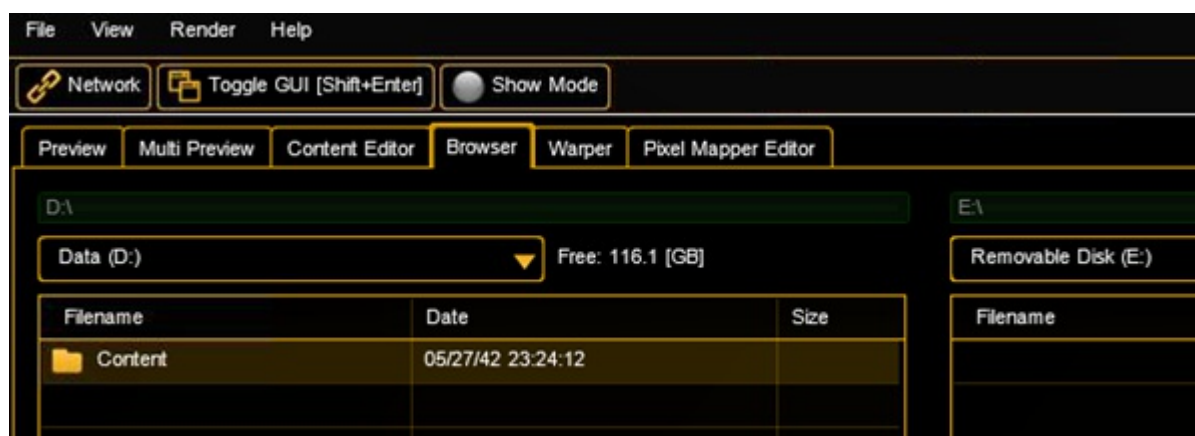 File View Render Help
Network Toggle GUI [Shift+Enter] Show Mode
Preview Multi Preview Content Editor Browser Warper Pixel Mapper Editor
D:\ E:\
Data (D:) Free: 116.1 [GB] Removable Disk (E:)
Filename Date Size Filename
Content 05/27/42 23:24:12